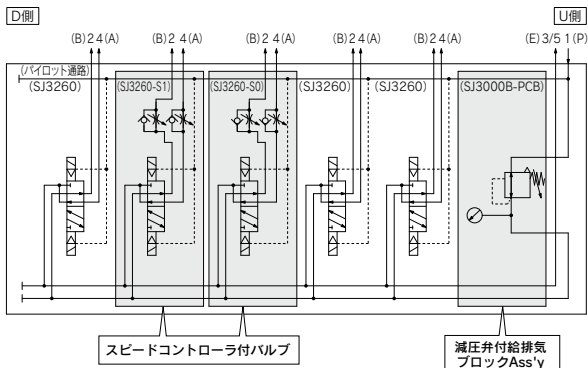 D側
U側
(B) 2 4 (A)
(B) 2 4 (A)
(B) 2 4 (A)
(B) 2 4 (A)
(B) 2 4 (A)
(E) 3/5 1 (P)
(パイロット通路)
(SJ3260)
(SJ3260-S1)
(SJ3260-S0)
(SJ3260)
(SJ3260)
(SJ3000B-PCB)
スピードコントローラ付バルブ
減圧弁付給排気
ブロックAss'y